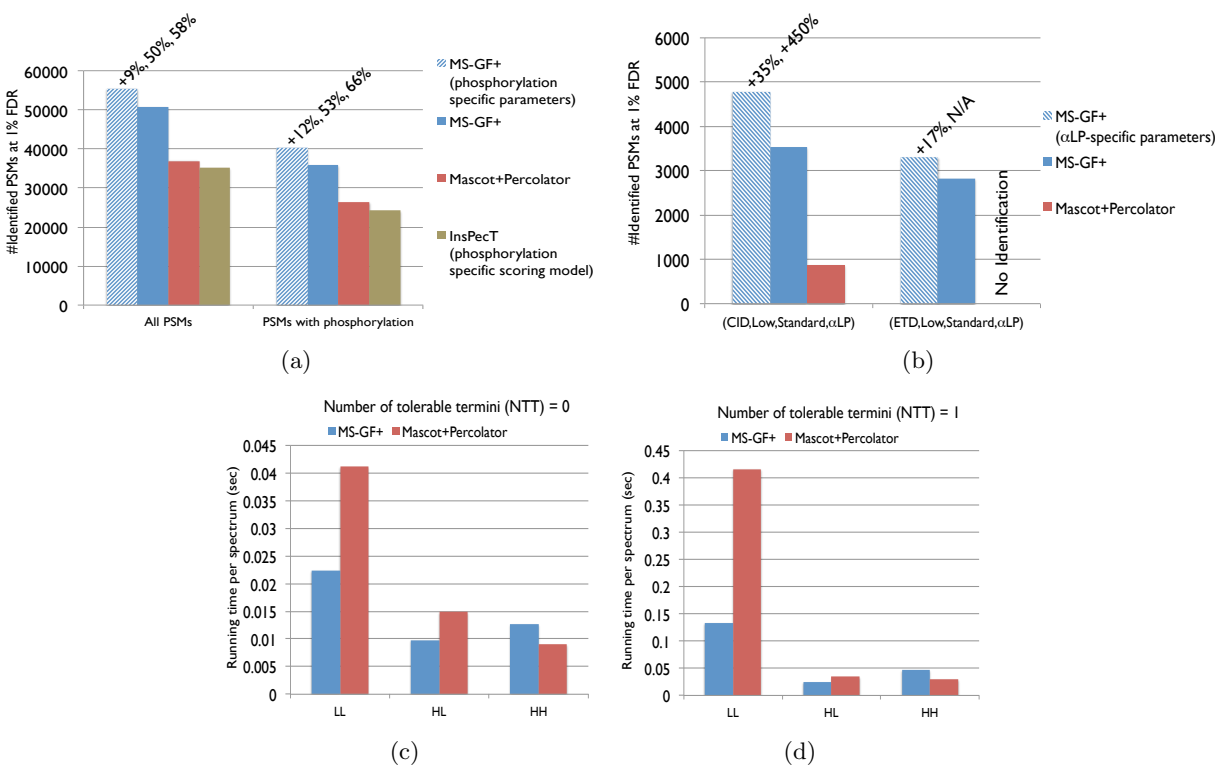 +9%, 50%, 58%
+12%, 53%, 66%
#Identified PSMs at 1% FDR
60000
50000
40000
30000
20000
10000
0
All PSMs
PSMs with phosphorylation
MS-GF+
(phosphorylation
specific parameters)
MS-GF+
Mascot+Percolator
InsPecT
(phosphorylation
specific scoring model)
(a)
+35%, +450%
+17%, N/A
#Identified PSMs at 1% FDR
6000
5000
4000
3000
2000
1000
0
No Identification
(CID,Low,Standard,αLP)
(ETD,Low,Standard,αLP)
MS-GF+
(αLP-specific parameters)
MS-GF+
Mascot+Percolator
(b)
Number of tolerable termini (NTT) = 0
MS-GF+ Mascot+Percolator
Running time per spectrum (sec)
0.045
0.04
0.035
0.03
0.025
0.02
0.015
0.01
0.005
0
LL
HL
HH
(c)
Number of tolerable termini (NTT) = 1
MS-GF+ Mascot+Percolator
Running time per spectrum (sec)
0.45
0.4
0.35
0.3
0.25
0.2
0.15
0.1
0.05
0
LL
HL
HH
(d)